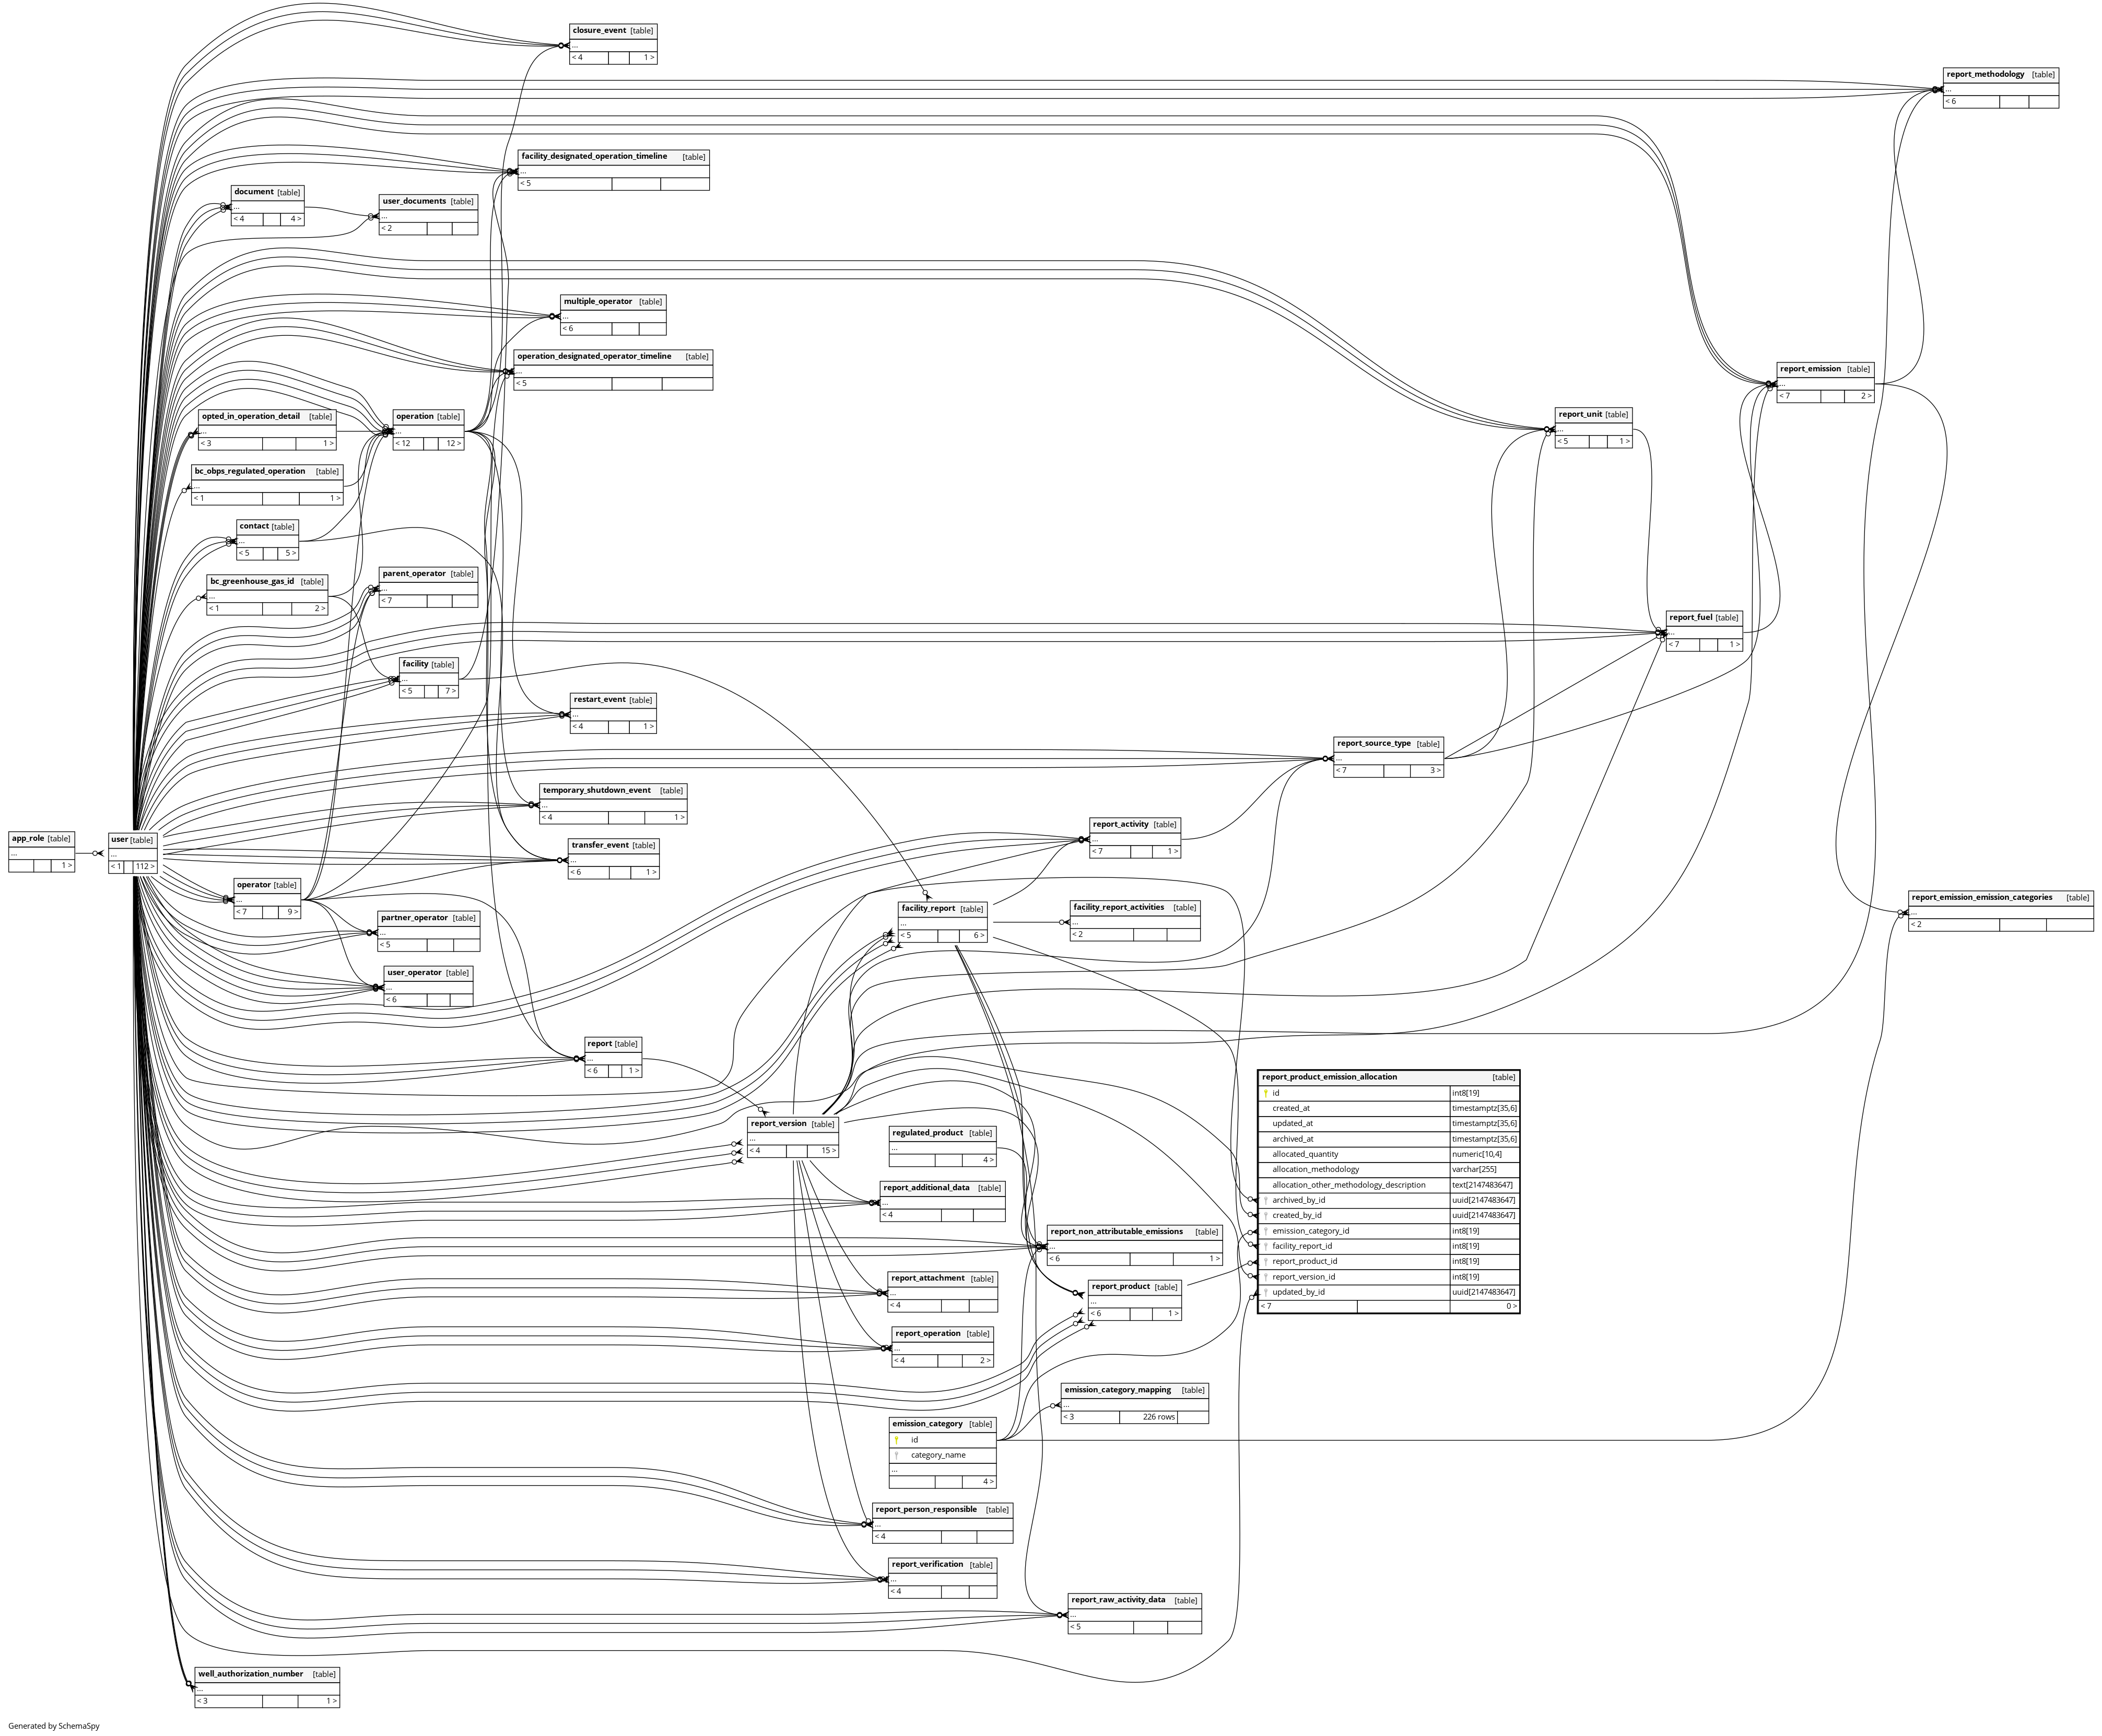 closure_event [table]
...
< 4 1 >
report_methodology [table]
...
< 6
facility_designated_operation_timeline [table]
...
< 5
document [table]
...
< 4 4 >
user_documents [table]
...
< 2
multiple_operator [table]
...
< 6
operation_designated_operator_timeline [table]
...
< 5
report_emission [table]
...
< 7 2 >
opted_in_operation_detail [table]
...
< 3 1 >
operation [table]
...
< 12 12 >
report_unit [table]
...
< 5 1 >
bc_obps_regulated_operation [table]
...
< 1 1 >
contact [table]
...
< 5 5 >
bc_greenhouse_gas_id [table]
...
< 1 2 >
parent_operator [table]
...
< 7
report_fuel [table]
...
< 7 1 >
facility [table]
...
< 5 7 >
restart_event [table]
...
< 4 1 >
report_source_type [table]
...
< 7 3 >
temporary_shutdown_event [table]
...
< 4 1 >
report_activity [table]
...
< 7 1 >
app_role [table]
...
1 >
user [table]
...
< 1 112 >
transfer_event [table]
...
< 6 1 >
operator [table]
...
< 7 9 >
report_emission_emission_categories [table]
...
< 2
facility_report [table]
...
< 5 6 >
facility_report_activities [table]
...
< 2
partner_operator [table]
...
< 5
user_operator [table]
...
< 6
report [table]
...
< 6 1 >
report_product_emission_allocation [table]
id int8[19]
created_at timestamptz[35,6]
updated_at timestamptz[35,6]
archived_at timestamptz[35,6]
allocated_quantity numeric[10,4]
allocation_methodology varchar[255]
allocation_other_methodology_description text[2147483647]
archived_by_id uuid[2147483647]
created_by_id uuid[2147483647]
emission_category_id int8[19]
facility_report_id int8[19]
report_product_id int8[19]
report_version_id int8[19]
updated_by_id uuid[2147483647]
< 7 0 >
report_version [table]
...
< 4 15 >
regulated_product [table]
...
4 >
report_additional_data [table]
...
< 4
report_non_attributable_emissions [table]
...
< 6 1 >
report_attachment [table]
...
< 4
report_product [table]
...
< 6 1 >
report_operation [table]
...
< 4 2 >
emission_category_mapping [table]
...
< 3 226 rows
emission_category [table]
id
category_name
...
4 >
report_person_responsible [table]
...
< 4
report_verification [table]
...
< 4
report_raw_activity_data [table]
...
< 5
well_authorization_number [table]
...
< 3 1 >
Generated by SchemaSpy